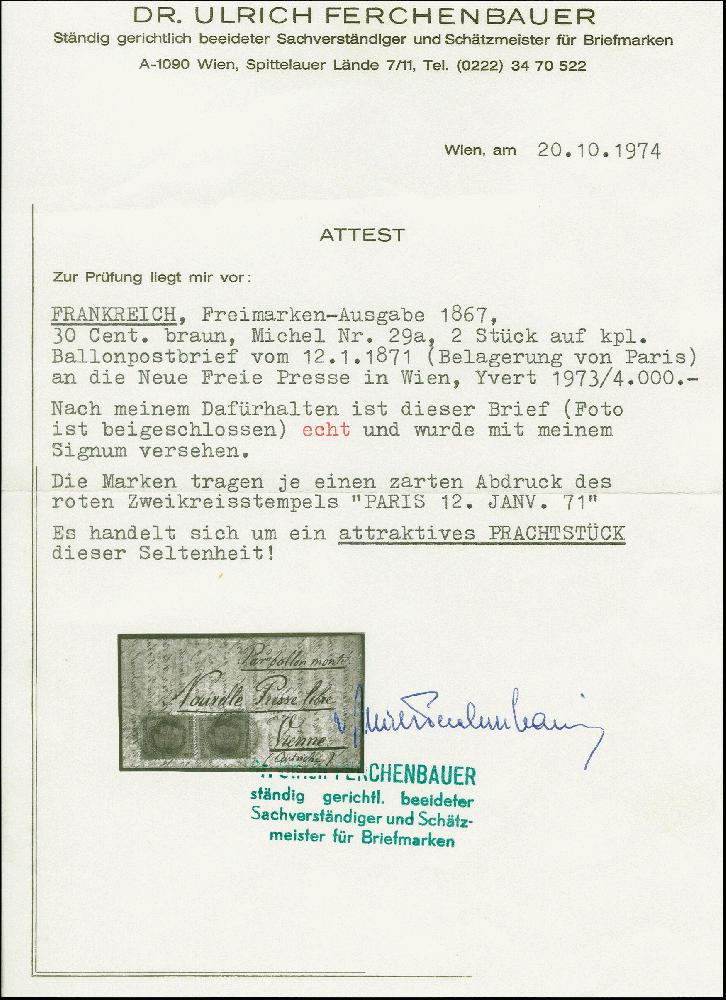 DR. ULRICH FERCHENBAUER
Ständig gerichtlich beeideter Sachverständiger und Schätzmeister für Briefmarken
A-1090 Wien, Spittelauer Lände 7/11, Tel. (0222) 34 70 522
Wien, am 20.10.1974
ATTEST
Zur Prüfung liegt mir vor:
FRANKREICH, Freimarken-Ausgabe 1867,
30 Cent. braun, Michel Nr. 29a, 2 Stück auf kpl.
Ballonpostbrief vom 12.1.1871 (Belagerung von Paris)
an die Neue Freie Presse in Wien, Yvert 1973/4.000.-
Nach meinem Dafürhalten ist dieser Brief (Foto
ist beigeschlossen) echt und wurde mit meinem
Signum versehen.
Die Marken tragen je einen zarten Abdruck des
roten Zweikreisstempels "PARIS 12. JANV. 71"
Es handelt sich um ein attraktives PRACHTSTÜCK
dieser Seltenheit!
Par ballon monté
Nouvelle Presse libre
Vienne
(Autriche)
FERCHENBAUER
ständig gerichtl. beeideter
Sachverständiger und Schätz-
meister für Briefmarken